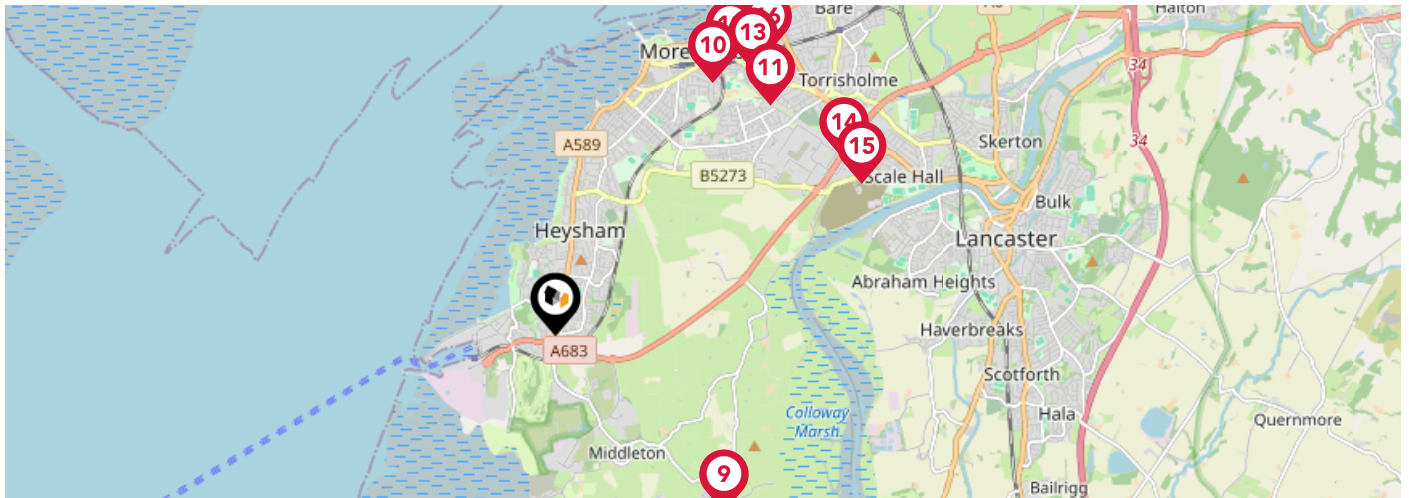 Bare
Halton
16
13
10
More
11
34
Torrisholme
14
A589
15
Skerton
34
B5273
Scale Hall
Bulk
Heysham
Lancaster
Abraham Heights
Haverbreaks
A683
Scotforth
Colloway
Marsh
Hala
Quernmore
Middleton
9
Bailrigg